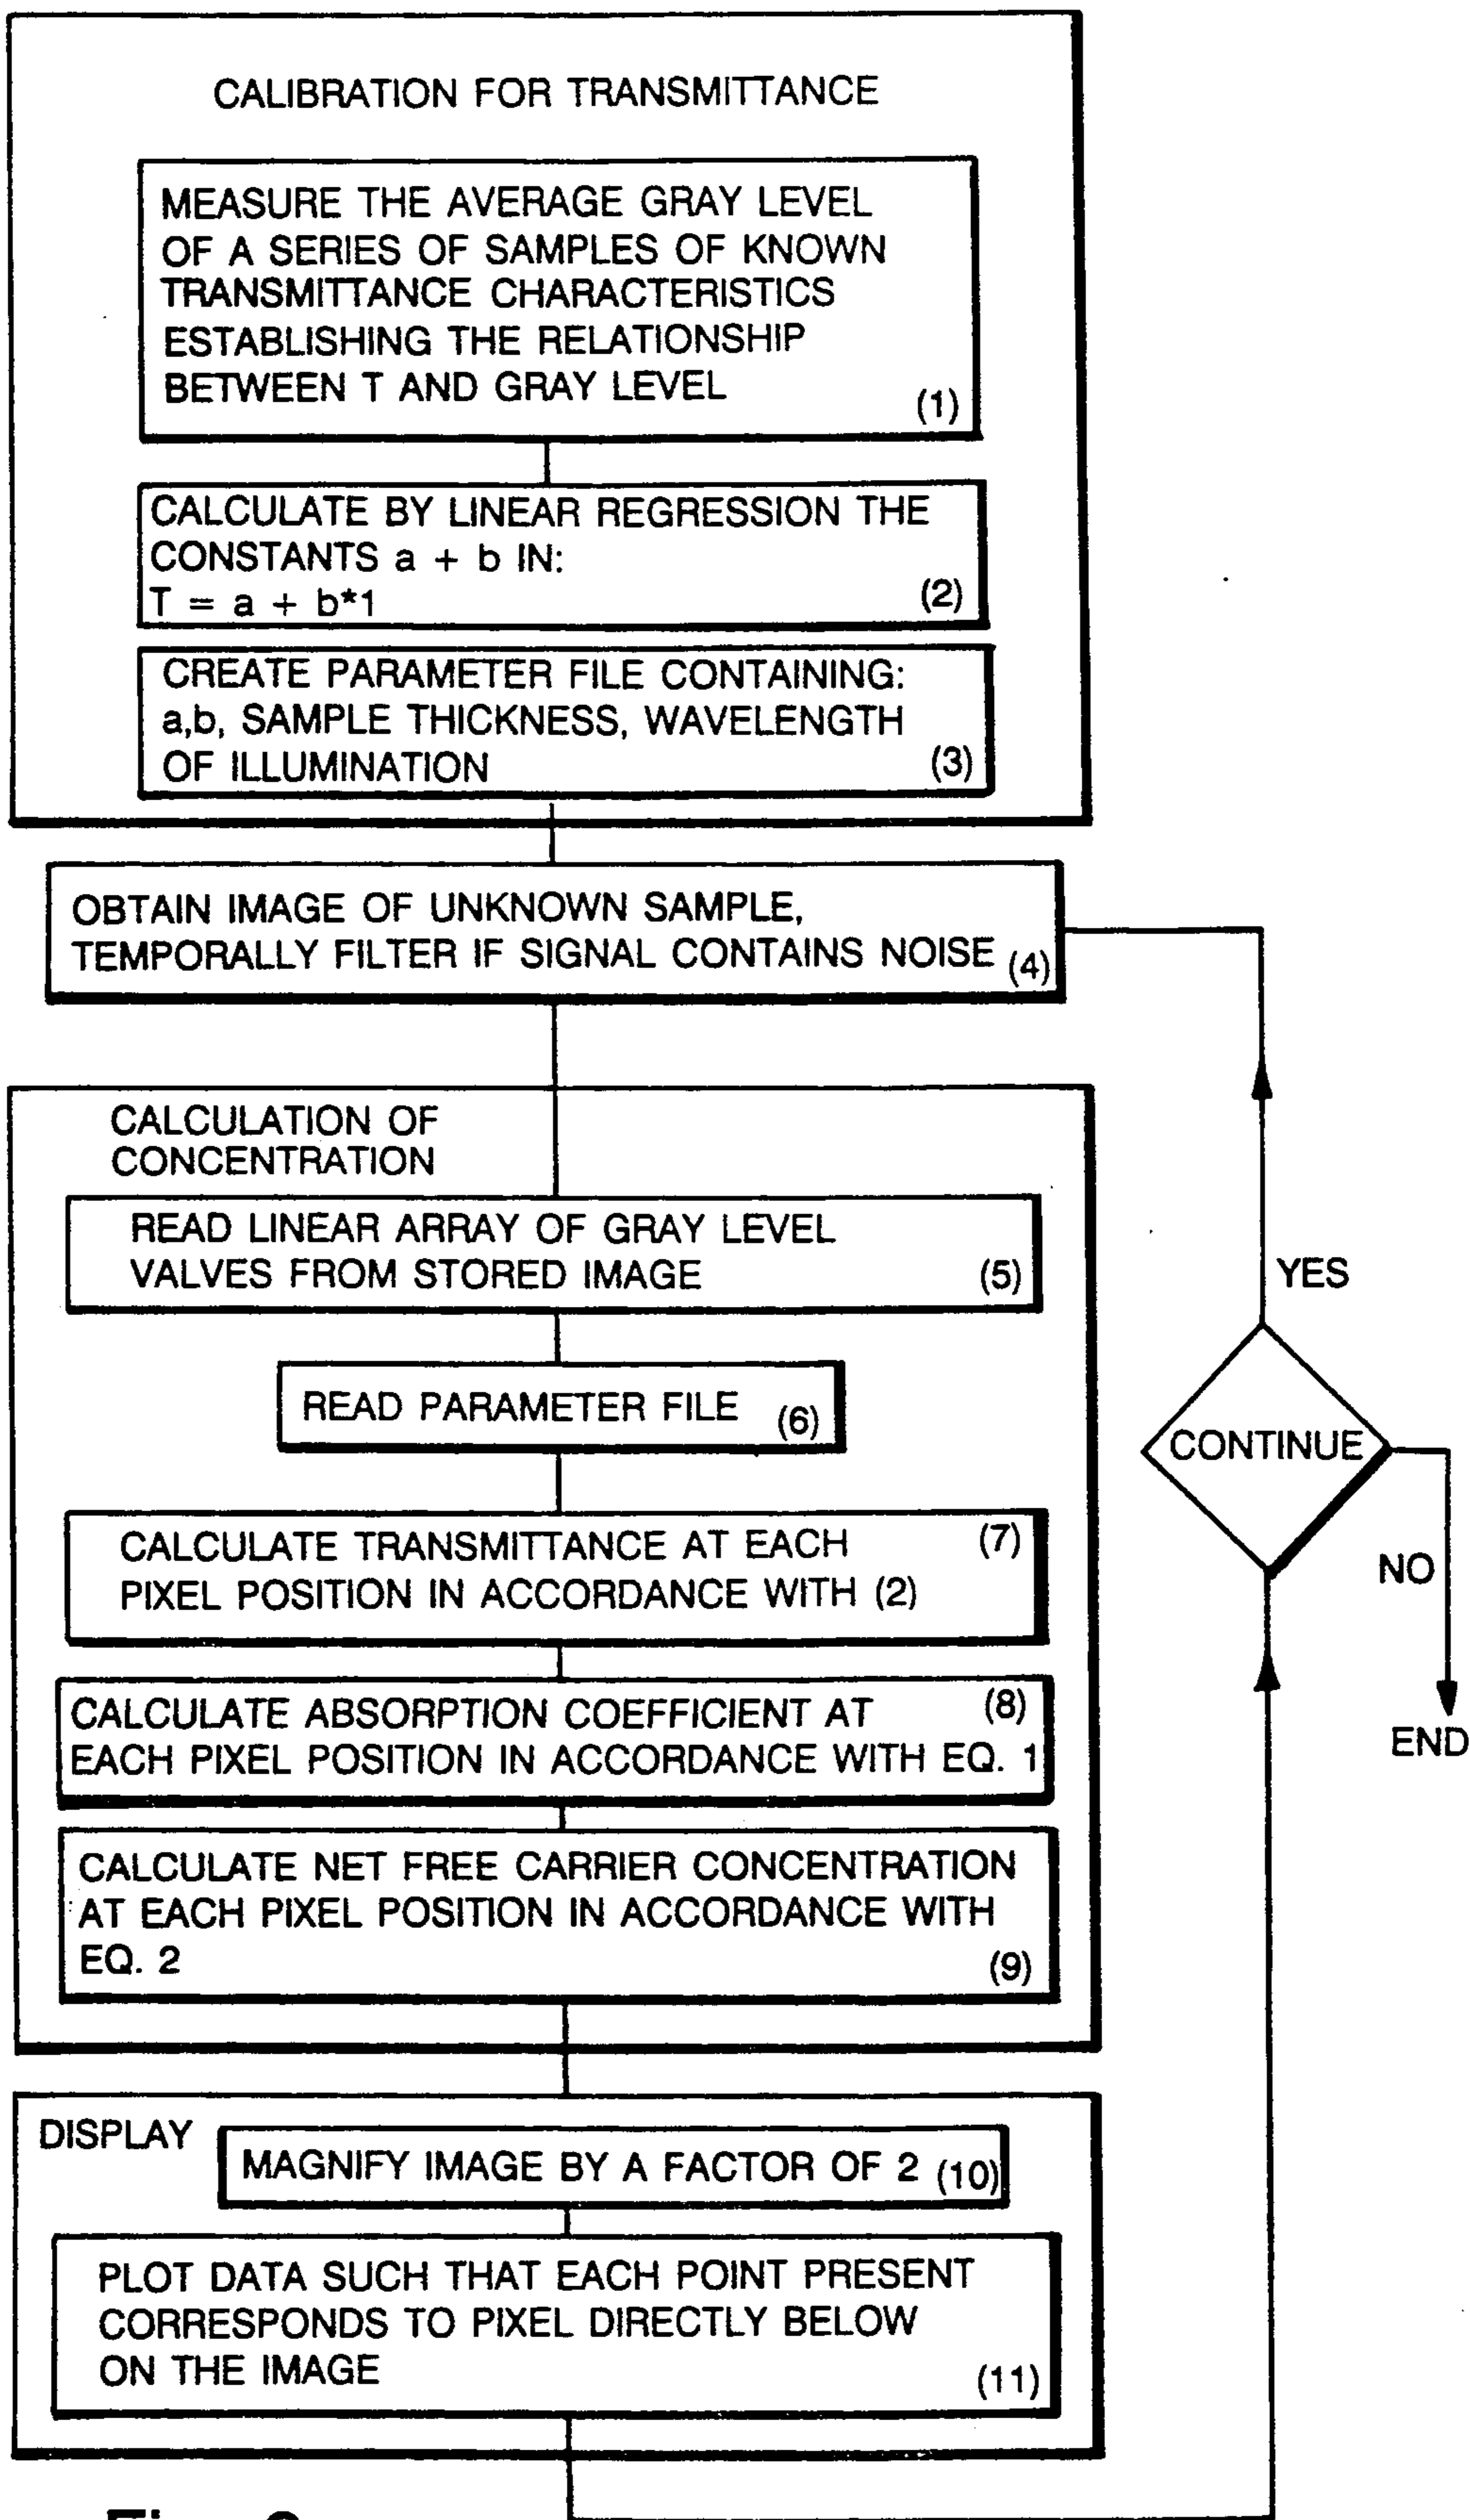 CALIBRATION FOR TRANSMITTANCE
MEASURE THE AVERAGE GRAY LEVEL
OF A SERIES OF SAMPLES OF KNOWN
TRANSMITTANCE CHARACTERISTICS
ESTABLISHING THE RELATIONSHIP
BETWEEN T AND GRAY LEVEL
(1)
CALCULATE BY LINEAR REGRESSION THE
CONSTANTS a + b IN:
T = a + b*1
(2)
CREATE PARAMETER FILE CONTAINING:
a,b, SAMPLE THICKNESS, WAVELENGTH
OF ILLUMINATION
(3)
OBTAIN IMAGE OF UNKNOWN SAMPLE,
TEMPORALLY FILTER IF SIGNAL CONTAINS NOISE (4)
CALCULATION OF
CONCENTRATION
READ LINEAR ARRAY OF GRAY LEVEL
VALVES FROM STORED IMAGE
(5)
READ PARAMETER FILE (6)
CALCULATE TRANSMITTANCE AT EACH (7)
PIXEL POSITION IN ACCORDANCE WITH (2)
CALCULATE ABSORPTION COEFFICIENT AT (8)
EACH PIXEL POSITION IN ACCORDANCE WITH EQ. 1
CALCULATE NET FREE CARRIER CONCENTRATION
AT EACH PIXEL POSITION IN ACCORDANCE WITH
EQ. 2
(9)
DISPLAY
MAGNIFY IMAGE BY A FACTOR OF 2 (10)
PLOT DATA SUCH THAT EACH POINT PRESENT
CORRESPONDS TO PIXEL DIRECTLY BELOW
ON THE IMAGE
(11)
YES
CONTINUE
NO
END